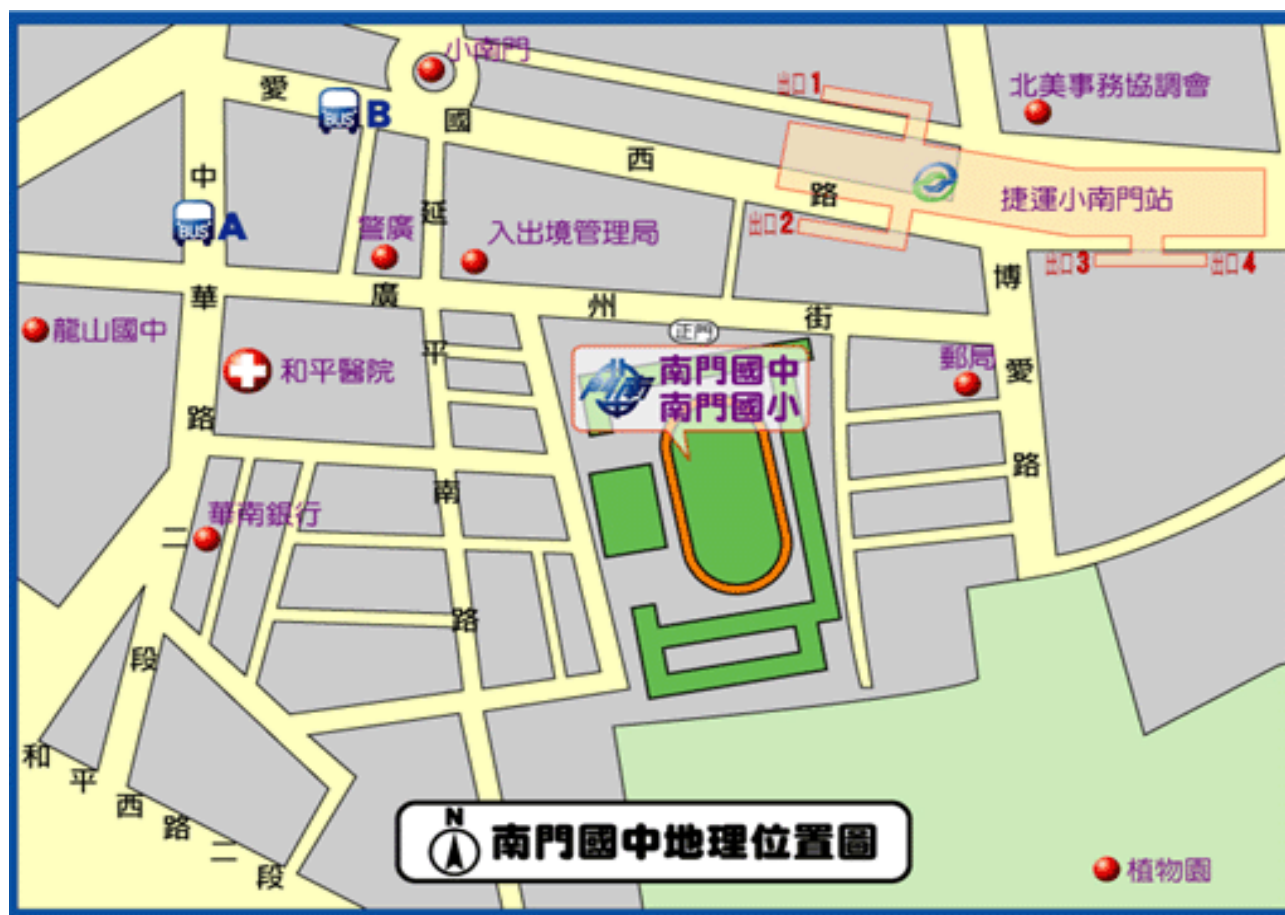 小南門
出口1
北美事務協調會
愛國西路
BUS B
中華路二段
BUS A
警廣
延平南路
入出境管理局
出口2
捷運小南門站
出口3
出口4
博愛路
廣州街
正門
龍山國中
和平醫院
南門國中
南門國小
郵局
華南銀行
和平西路二段
N
南門國中地理位置圖
植物園